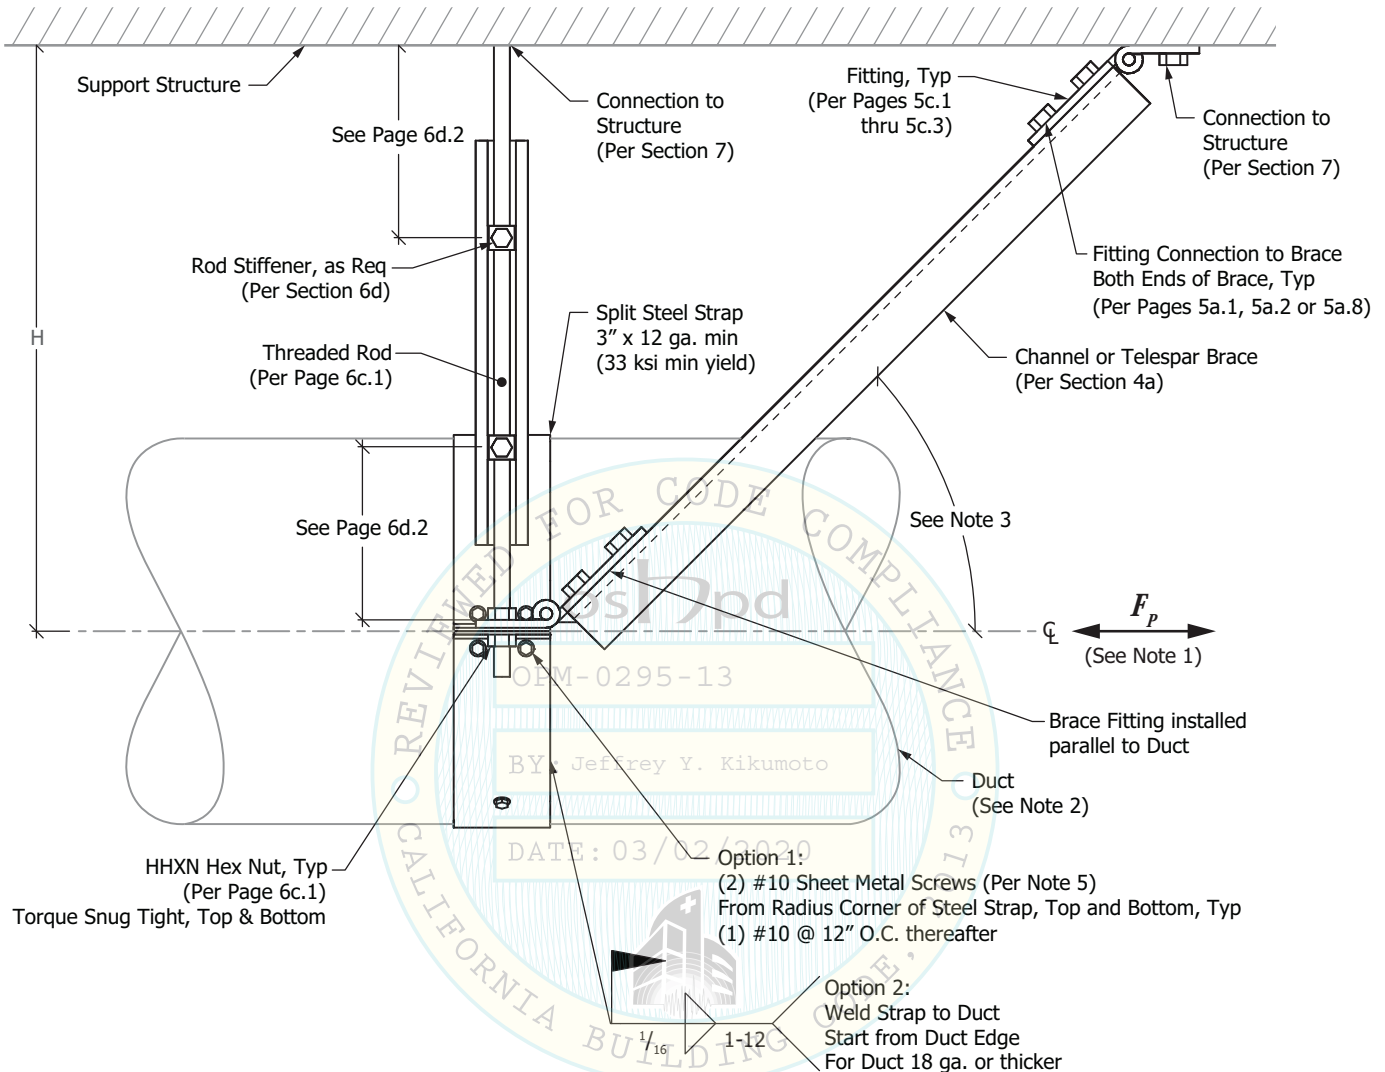 Support Structure
See Page 6d.2
Connection to
Structure
(Per Section 7)
Fitting, Typ
(Per Pages 5c.1
thru 5c.3)
Connection to
Structure
(Per Section 7)
Rod Stiffener, as Req
(Per Section 6d)
Split Steel Strap
3" x 12 ga. min
(33 ksi min yield)
Fitting Connection to Brace
Both Ends of Brace, Typ
(Per Pages 5a.1, 5a.2 or 5a.8)
H
Threaded Rod
(Per Page 6c.1)
Channel or Telespar Brace
(Per Section 4a)
See Page 6d.2
See Note 3
REVIEWED FOR CODE COMPLIANCE
oshpd
℄
Fp
(See Note 1)
OPM-0295-13
Brace Fitting installed
parallel to Duct
BY: Jeffrey Y. Kikumoto
Duct
(See Note 2)
DATE: 03/02/2020
HHXN Hex Nut, Typ
(Per Page 6c.1)
Torque Snug Tight, Top & Bottom
Option 1:
(2) #10 Sheet Metal Screws (Per Note 5)
From Radius Corner of Steel Strap, Top and Bottom, Typ
(1) #10 @ 12" O.C. thereafter
CALIFORNIA BUILDING CODE, 2013
1/16
1-12
Option 2:
Weld Strap to Duct
Start from Duct Edge
For Duct 18 ga. or thicker